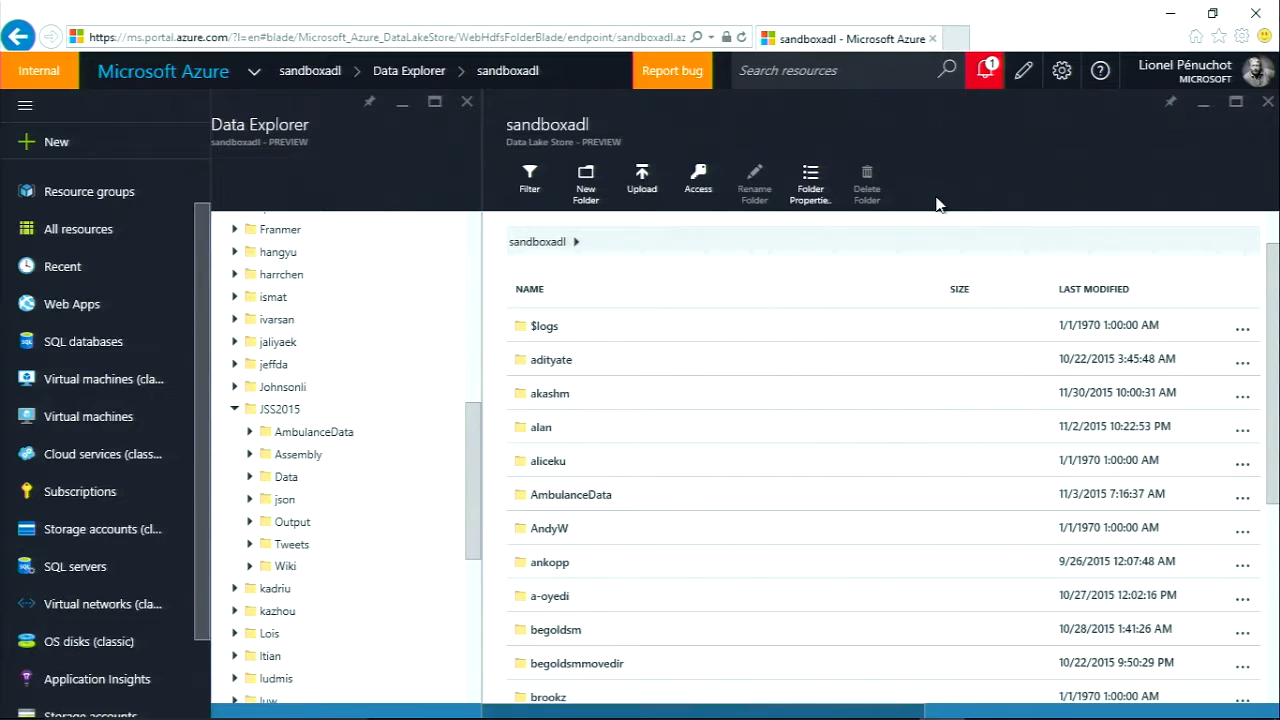 https://ms.portal.azure.com/?l=en#blade/Microsoft_Azure_DataLakeStore/WebHdfsFolderBlade/endpoint/sandboxadl.az
sandboxadl - Microsoft Azure
Internal
Microsoft Azure
sandboxadl
Data Explorer
sandboxadl
Report bug
Search resources
1
Lionel Pénuchot
MICROSOFT
New
Resource groups
All resources
Recent
Web Apps
SQL databases
Virtual machines (cla...
Virtual machines
Cloud services (class...
Subscriptions
Storage accounts (cl...
SQL servers
Virtual networks (cla...
OS disks (classic)
Application Insights
Storage accounts
Data Explorer
sandboxadl - PREVIEW
Franmer
hangyu
harrchen
ismat
ivarsan
jaliyaek
jeffda
Johnsonli
JSS2015
AmbulanceData
Assembly
Data
json
Output
Tweets
Wiki
kadriu
kazhou
Lois
ltian
ludmis
luw
sandboxadl
Data Lake Store - PREVIEW
Filter
New Folder
Upload
Access
Rename Folder
Folder Propertie..
Delete Folder
sandboxadl
NAME SIZE LAST MODIFIED
$logs 1/1/1970 1:00:00 AM ...
adityate 10/22/2015 3:45:48 AM ...
akashm 11/30/2015 10:00:31 AM ...
alan 11/2/2015 10:22:53 PM ...
aliceku 1/1/1970 1:00:00 AM ...
AmbulanceData 11/3/2015 7:16:37 AM ...
AndyW 1/1/1970 1:00:00 AM ...
ankopp 9/26/2015 12:07:48 AM ...
a-oyedi 10/27/2015 12:02:16 PM ...
begoldsm 10/28/2015 1:41:26 AM ...
begoldsmmovedir 10/22/2015 9:50:29 PM ...
brookz 1/1/1970 1:00:00 AM ...